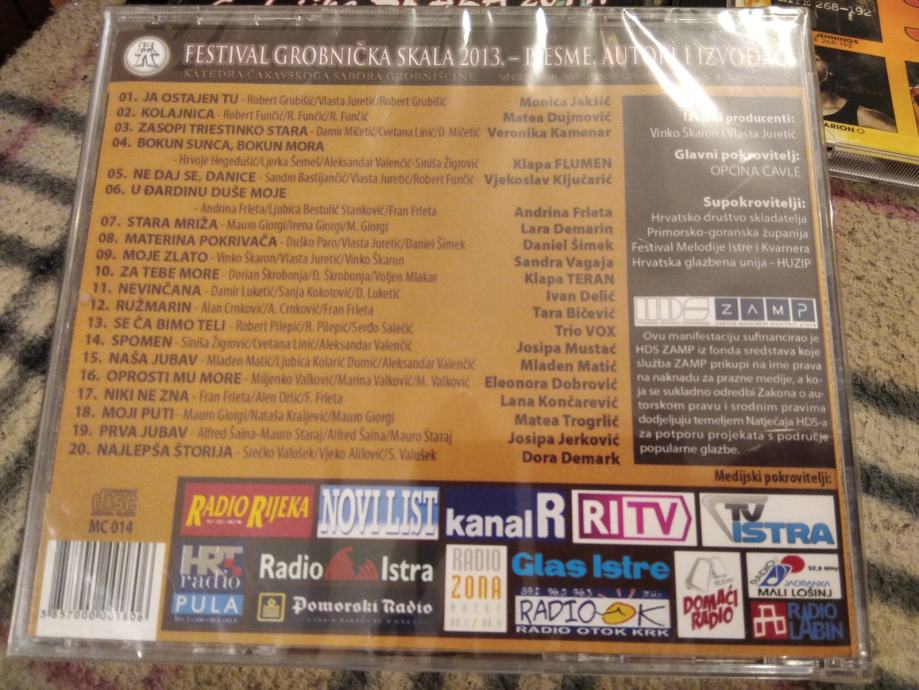 SITE 268-192
JENNINGS
ARION
FESTIVAL GROBNIČKA SKALA 2013. – PJESME, AUTORI I IZVOĐAČI
KATEDRA ČAKAVSKOGA SABORA GROBNIŠĆINE
01. JA OSTAJEN TU - Robert Grubišić/Vlasta Juretić/Robert Grubišić Monica Jakšić
02. KOLAJNICA - Robert Funčić/R. Funčić/R. Funčić Matea Dujmović
03. ZASOPI TRIESTINKO STARA - Damir Mičetić/Cvetana Linić/D. Mičetić Veronika Kamenar
04. BOKUN SUNCA, BOKUN MORA
- Hrvoje Hegedušić/Ljerka Šemeš/Aleksandar Valenčić-Siniša Žigrović Klapa FLUMEN
05. NE DAJ SE, DANICE - Sandro Bastijančić/Vlasta Juretić/Robert Funčić Vjekoslav Ključarić
06. U ĐARDINU DUŠE MOJE
- Andrina Frleta/Ljubica Bestulić Stanković/Fran Frleta Andrina Frleta
07. STARA MRIŽA - Mauro Giorgi/Irena Giorgi/M. Giorgi Lara Demarin
08. MATERINA POKRIVAČA - Duško Paro/Vlasta Juretić/Daniel Šimek Daniel Šimek
09. MOJE ZLATO - Vinko Škaron/Vlasta Juretić/Vinko Škaron Sandra Vagaja
10. ZA TEBE MORE - Dorian Škrobonja/D. Škrobonja/Voljen Mlakar Klapa TERAN
11. NEVINČANA - Damir Luketić/Sanja Kokotović/D. Luketić Ivan Delić
12. RUŽMARIN - Alan Crnković/A. Crnković/Fran Frleta Tara Bičević
13. SE ČA BIMO TELI - Robert Pilepić/R. Pilepić/Serđo Salečić Trio VOX
14. SPOMEN - Siniša Žigrović/Cvetana Linić/Aleksandar Valenčić Josipa Mustać
15. NAŠA JUBAV - Mladen Matić/Ljubica Kolarić Dumić/Aleksandar Valenčić Mladen Matić
16. OPROSTI MU MORE - Miljenko Valković/Marina Valković/M. Valković Eleonora Dobrović
17. NIKI NE ZNA - Fran Frleta/Alen Orlić/F. Frleta Lana Končarević
18. MOJI PUTI - Mauro Giorgi/Nataša Kraljević/Mauro Giorgi Matea Trogrlić
19. PRVA JUBAV - Alfred Šaina-Mauro Staraj/Alfred Šaina/Mauro Staraj Josipa Jerković
20. NAJLEPŠA ŠTORIJA - Srećko Valušek/Vjeko Alilović/S. Valušek Dora Demark
Izvršni producenti:
Vinko Škaron i Vlasta Juretić
Glavni pokrovitelj:
OPĆINA ČAVLE
Supokrovitelji:
Hrvatsko društvo skladatelja
Primorsko-goranska županija
Festival Melodije Istre i Kvarnera
Hrvatska glazbena unija - HUZIP
HDS ZAMP
Ovu manifestaciju sufinancirao je
HDS ZAMP iz fonda sredstava koje
služba ZAMP prikupi na ime prava
na naknadu za prazne medije, a ko-
ja se sukladno odredbi Zakona o au-
torskom pravu i srodnim pravima
dodjeljuju temeljem Natječaja HDS-a
za potporu projekata s područje
popularne glazbe.
Medijski pokrovitelji:
COMPACT disc
MC 014
3 857000 001806
RADIO RIJEKA
NOVI LIST
kanal R
RI TV
TV ISTRA
HRT
radio
PULA
Radio Istra
Pomorski Radio
RADIO
ZONA
Glas Istre
RADIO OK
RADIO OTOK KRK
DOMAĆI
RADIO
RADIO JADRANKA
MALI LOŠINJ
RADIO
LABIN